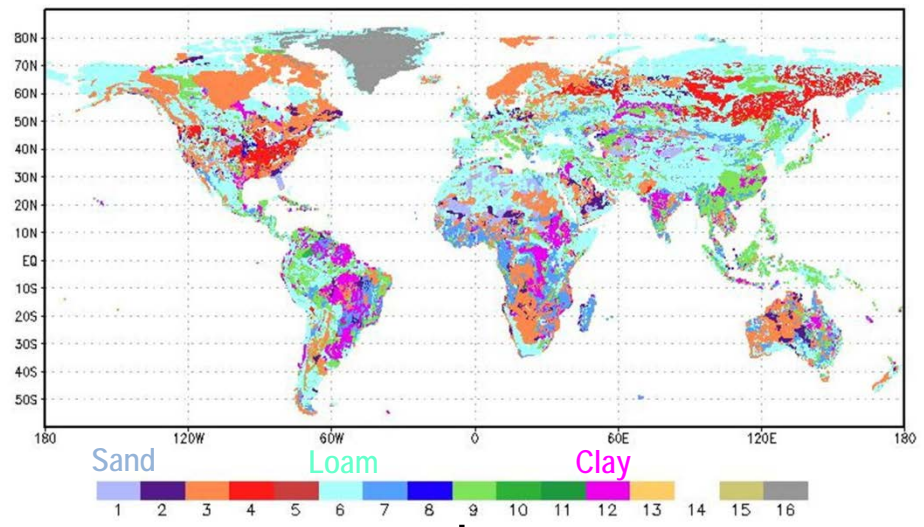 80N
70N
60N
50N
40N
30N
20N
10N
EQ
10S
20S
30S
40S
50S
180 120W 60W 0 60E 120E 180
Sand Loam Clay
1 2 3 4 5 6 7 8 9 10 11 12 13 14 15 16